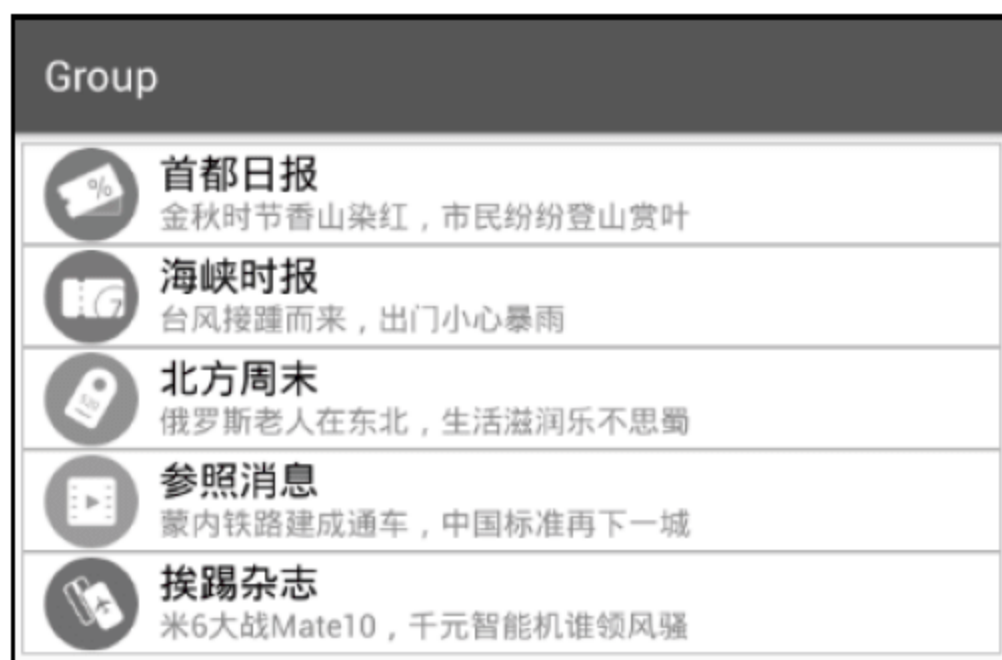 Group
%
首都日报
金秋时节香山染红，市民纷纷登山赏叶
7
海峡时报
台风接踵而来，出门小心暴雨
520
北方周末
俄罗斯老人在东北，生活滋润乐不思蜀
参照消息
蒙内铁路建成通车，中国标准再下一城
挨踢杂志
米6大战Mate10，千元智能机谁领风骚